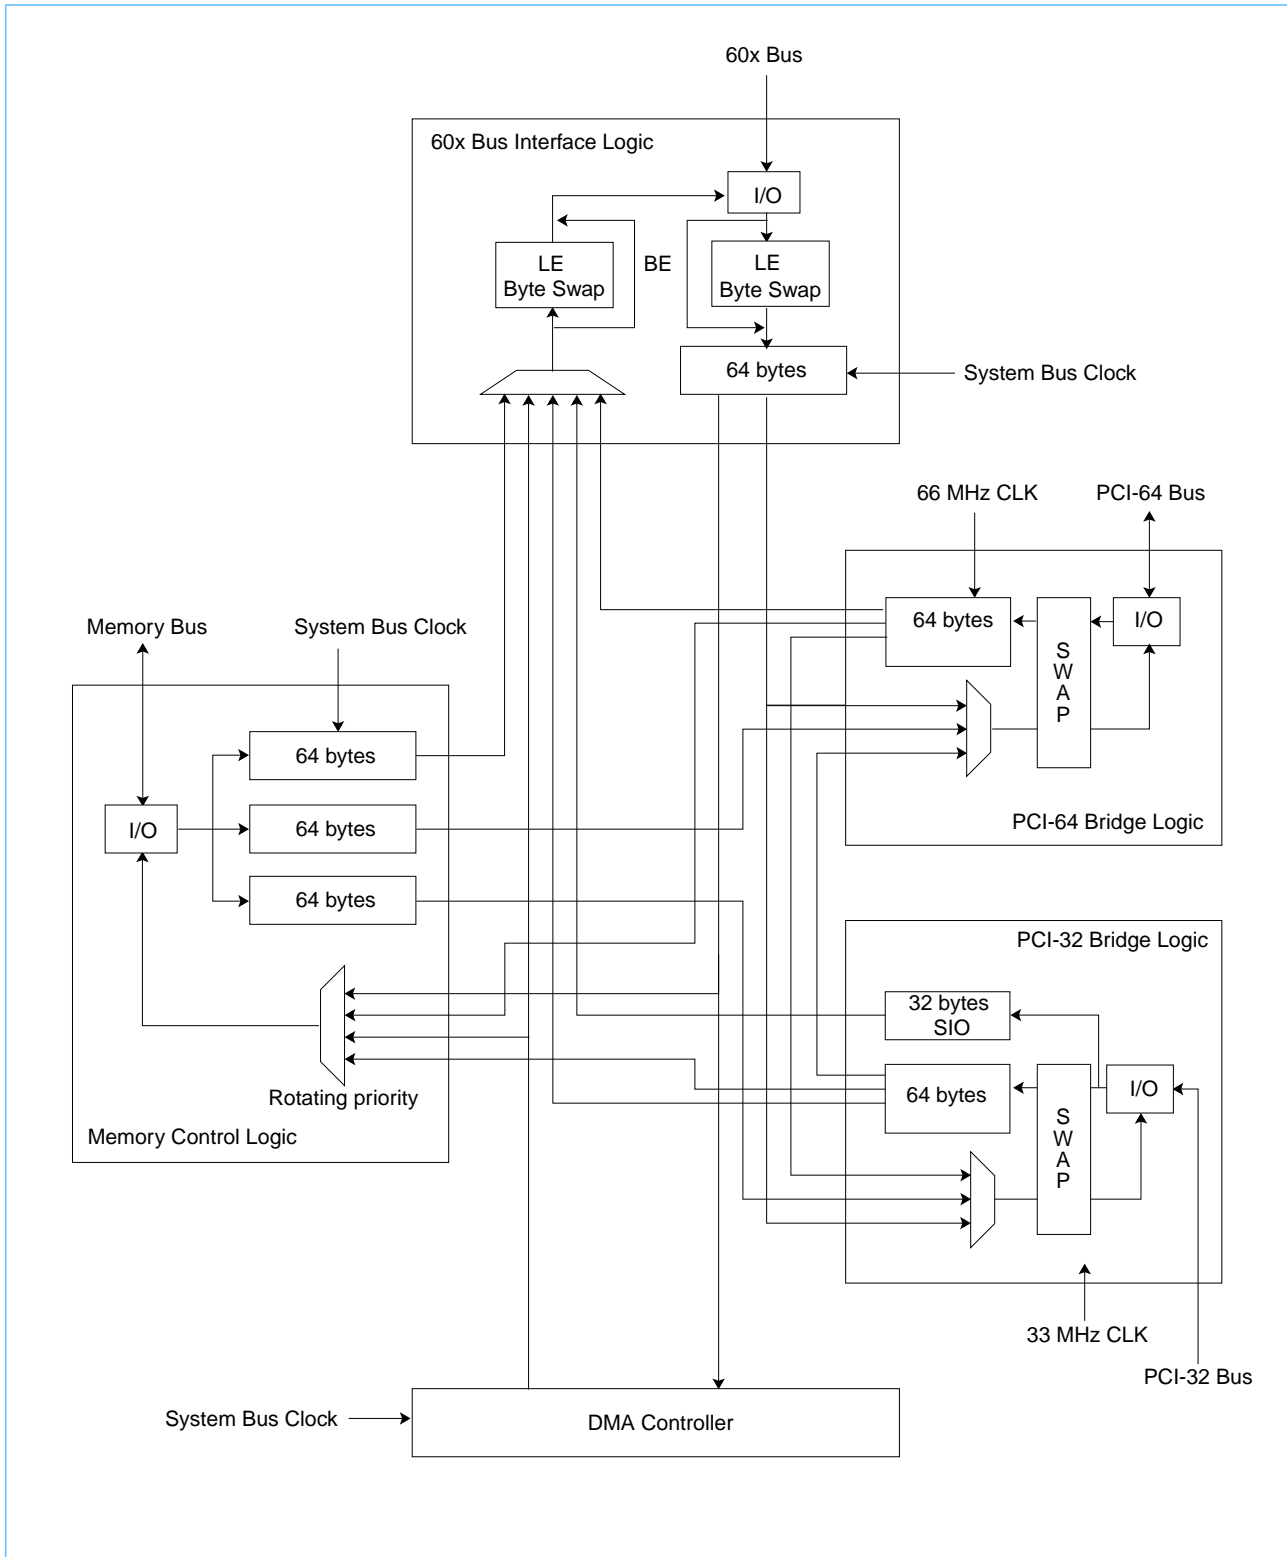 60x Bus
60x Bus Interface Logic
I/O
LE
Byte Swap
BE
LE
Byte Swap
64 bytes
System Bus Clock
66 MHz CLK
PCI-64 Bus
64 bytes
S
W
A
P
I/O
PCI-64 Bridge Logic
Memory Bus
System Bus Clock
64 bytes
I/O
64 bytes
64 bytes
Rotating priority
Memory Control Logic
PCI-32 Bridge Logic
32 bytes
SIO
64 bytes
S
W
A
P
I/O
33 MHz CLK
PCI-32 Bus
System Bus Clock
DMA Controller